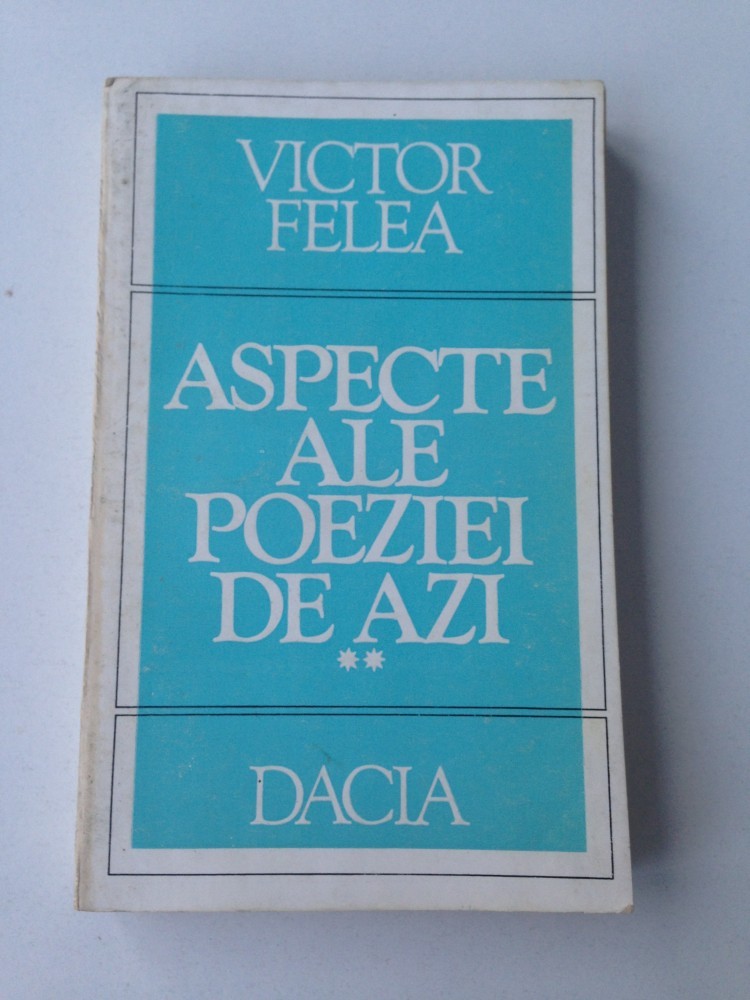 VICTOR
FELEA
ASPECTE
ALE
POEZIEI
DE AZI
**
DACIA